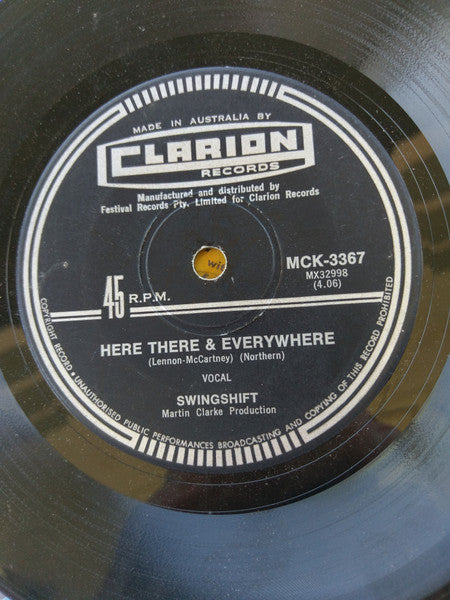 MADE IN AUSTRALIA BY
CLARION
RECORDS
Manufactured and distributed by
Festival Records Pty. Limited for Clarion Records
MCK-3367
MX32998
(4.06)
45 R.P.M.
HERE THERE & EVERYWHERE
(Lennon-McCartney) (Northern)
VOCAL
SWINGSHIFT
Martin Clarke Production
COPYRIGHT RECORD • UNAUTHORISED PUBLIC PERFORMANCES BROADCASTING AND COPYING OF THIS RECORD PROHIBITED